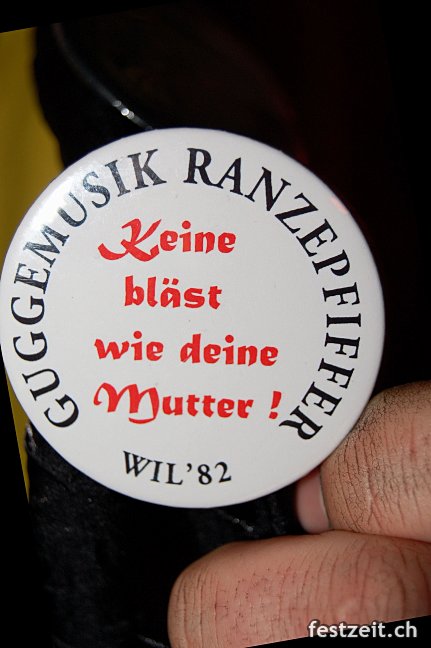 GUGGEMUSIK RANZEPFIFFER
Keine
bläst
wie deine
Mutter !
WIL'82
festzeit.ch